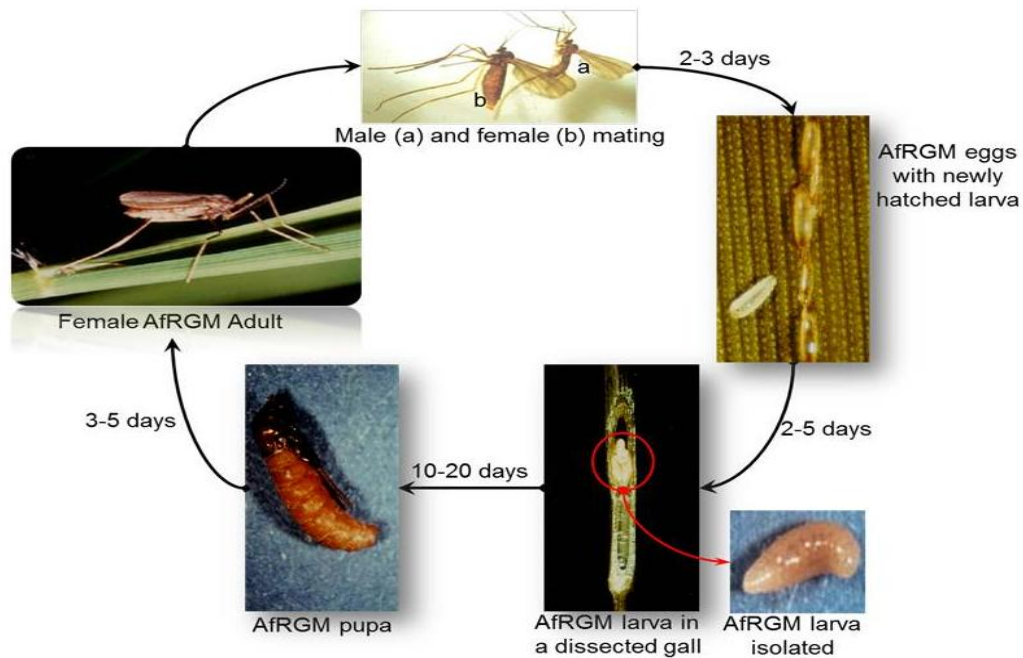 a
b
Male (a) and female (b) mating
2-3 days
AfRGM eggs
with newly
hatched larva
2-5 days
AfRGM larva in
a dissected gall
AfRGM larva
isolated
10-20 days
AfRGM pupa
3-5 days
Female AfRGM Adult